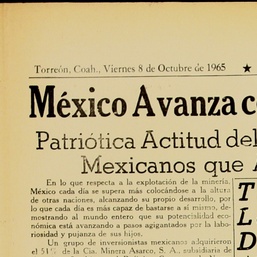 Torreón, Coah., Viernes 8 de Octubre de 1965 ★
México Avanza c
Patriótica Actitud del
Mexicanos que
En lo que respecta a la explotación de la minería,
México cada día se supera más colocándose a la altura
de otras naciones, alcanzando su propio desarrollo, por
lo que cada día es más capaz de bastarse a sí mismo, de-
mostrando al mundo entero que su potencialidad econó-
mica está avanzando a pasos agigantados por la labo-
riosidad y pujanza de sus hijos.
Un grupo de inversionistas mexicanos adquirieron
el 51% de la Cía. Minera Asarco, S. A., subsidiaria de
T
L
D